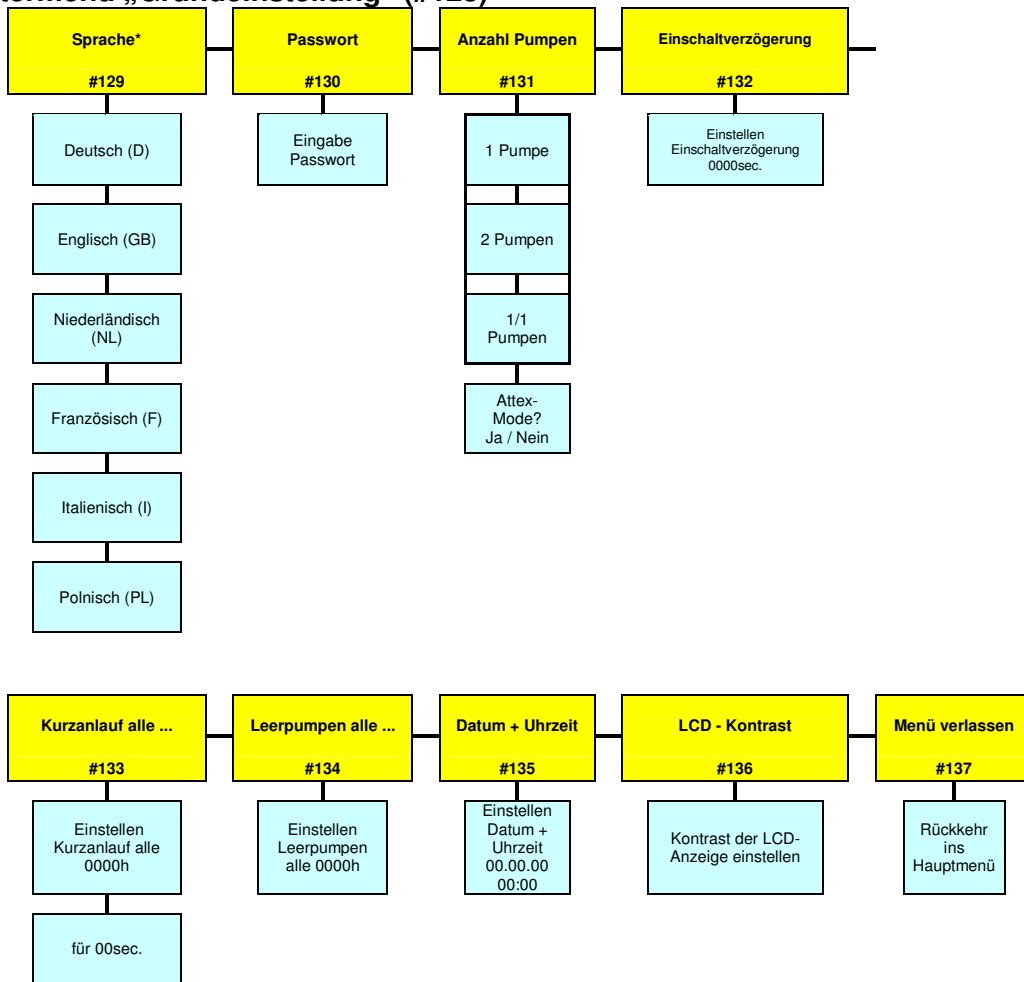 „Grundeinstellung“
Sprache*
#129
Passwort
#130
Anzahl Pumpen
#131
Einschaltverzögerung
#132
Deutsch (D)
Englisch (GB)
Niederländisch
(NL)
Französisch (F)
Italienisch (I)
Polnisch (PL)
Eingabe
Passwort
1 Pumpe
2 Pumpen
1/1
Pumpen
Attex-
Mode?
Ja / Nein
Einstellen
Einschaltverzögerung
0000sec.
Kurzanlauf alle ...
#133
Leerpumpen alle ...
#134
Datum + Uhrzeit
#135
LCD - Kontrast
#136
Menü verlassen
#137
Einstellen
Kurzanlauf alle
0000h
für 00sec.
Einstellen
Leerpumpen
alle 0000h
Einstellen
Datum +
Uhrzeit
00.00.00
00:00
Kontrast der LCD-
Anzeige einstellen
Rückkehr
ins
Hauptmenü